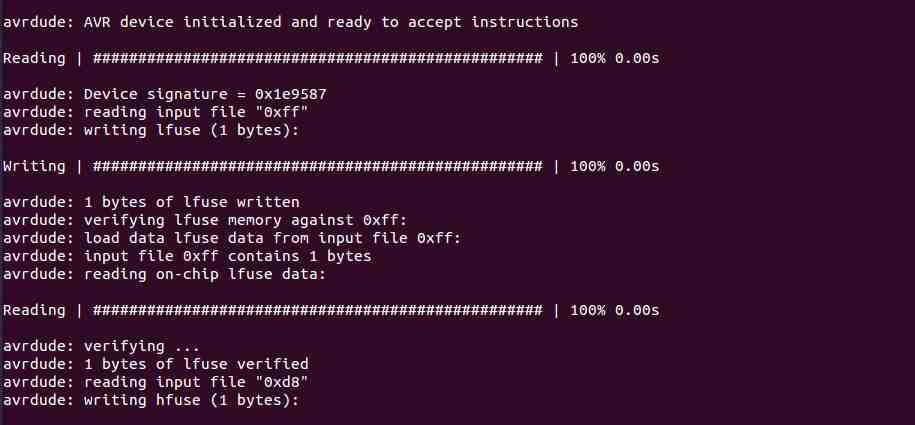 avrdude: AVR device initialized and ready to accept instructions
Reading | ################################################## | 100% 0.00s
avrdude: Device signature = 0x1e9587
avrdude: reading input file "0xff"
avrdude: writing lfuse (1 bytes):
Writing | ################################################## | 100% 0.00s
avrdude: 1 bytes of lfuse written
avrdude: verifying lfuse memory against 0xff:
avrdude: load data lfuse data from input file 0xff:
avrdude: input file 0xff contains 1 bytes
avrdude: reading on-chip lfuse data:
Reading | ################################################## | 100% 0.00s
avrdude: verifying ...
avrdude: 1 bytes of lfuse verified
avrdude: reading input file "0xd8"
avrdude: writing hfuse (1 bytes):